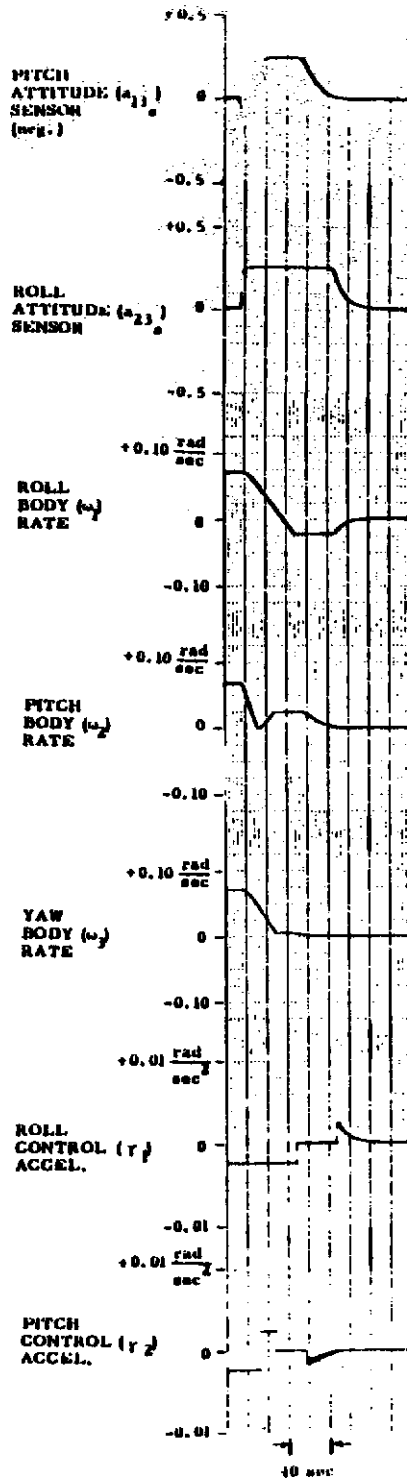 +0.5
PITCH
ATTITUDE (a13e)
SENSOR
(neg.)
0
-0.5
+0.5
ROLL
ATTITUDE (a23e)
SENSOR
0
-0.5
+0.10 rad/sec
ROLL
BODY (ω1)
RATE
0
-0.10
+0.10 rad/sec
PITCH
BODY (ω2)
RATE
0
-0.10
+0.10 rad/sec
YAW
BODY (ω3)
RATE
0
-0.10
+0.01 rad/sec2
ROLL
CONTROL (γ1)
ACCEL.
0
-0.01
+0.01 rad/sec2
PITCH
CONTROL (γ2)
ACCEL.
0
-0.01
40 sec